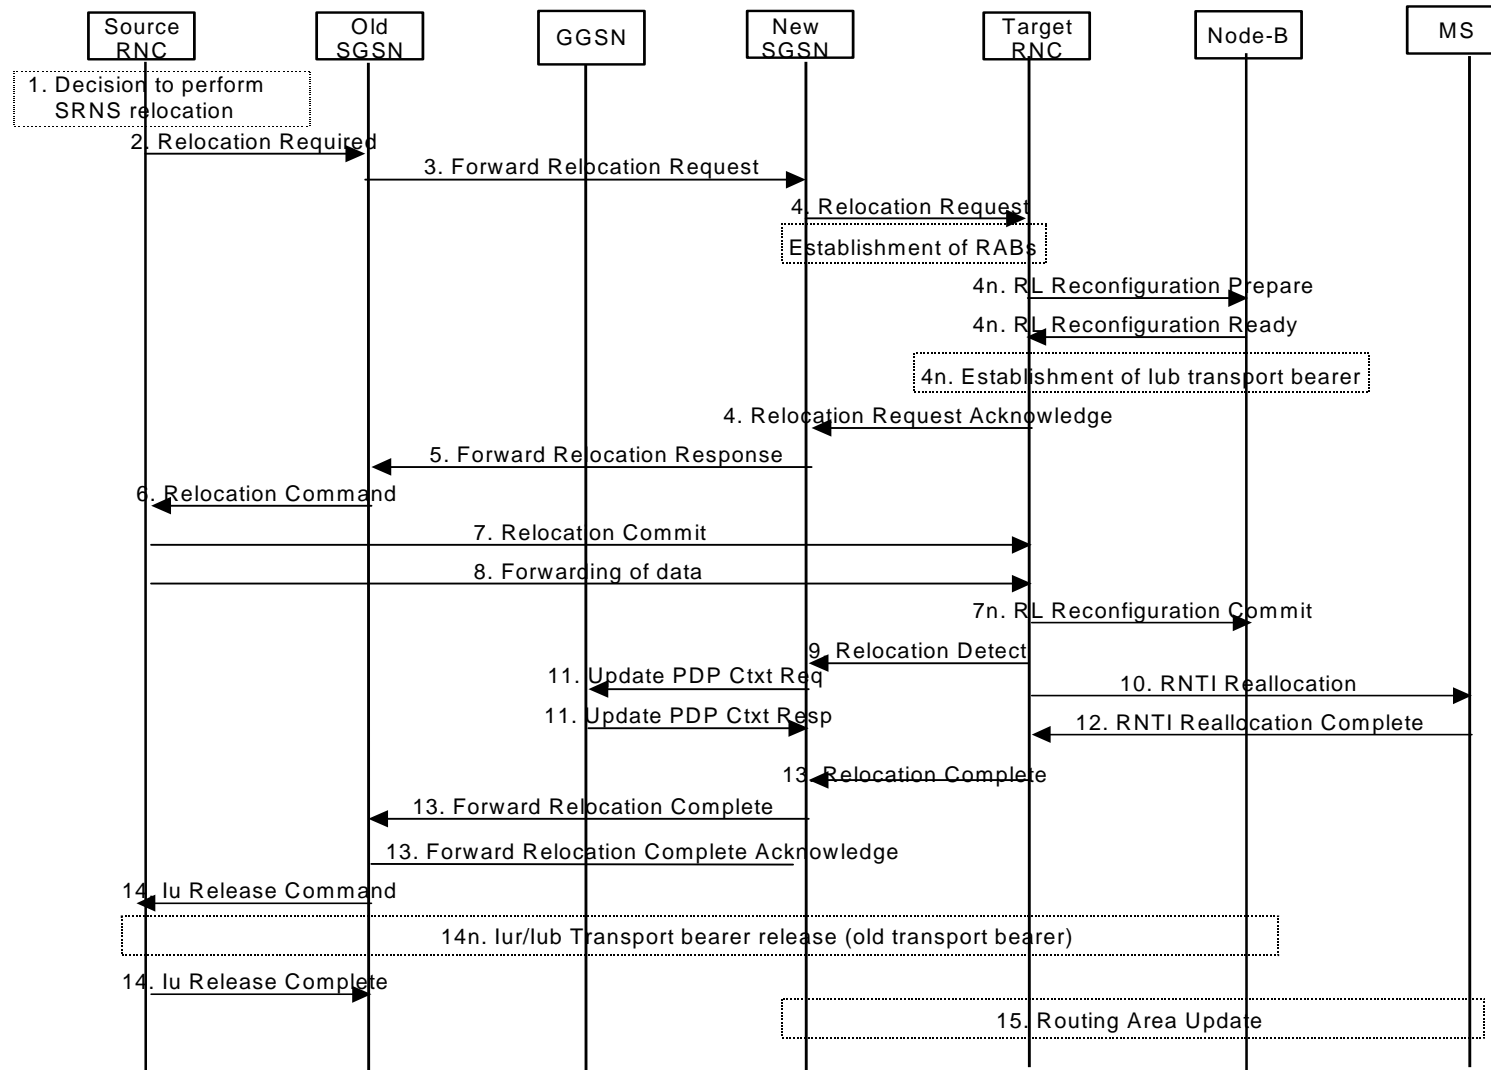 Source
RNC
Old
SGSN
GGSN
New
SGSN
Target
RNC
Node-B
MS
1. Decision to perform
SRNS relocation
2. Relocation Required
3. Forward Relocation Request
4. Relocation Request
Establishment of RABs
4n. RL Reconfiguration Prepare
4n. RL Reconfiguration Ready
4n. Establishment of Iub transport bearer
4. Relocation Request Acknowledge
5. Forward Relocation Response
6. Relocation Command
7. Relocation Commit
8. Forwarding of data
7n. RL Reconfiguration Commit
9. Relocation Detect
11. Update PDP Ctxt Req
10. RNTI Reallocation
11. Update PDP Ctxt Resp
12. RNTI Reallocation Complete
13. Relocation Complete
13. Forward Relocation Complete
13. Forward Relocation Complete Acknowledge
14. Iu Release Command
14n. Iur/Iub Transport bearer release (old transport bearer)
14. Iu Release Complete
15. Routing Area Update